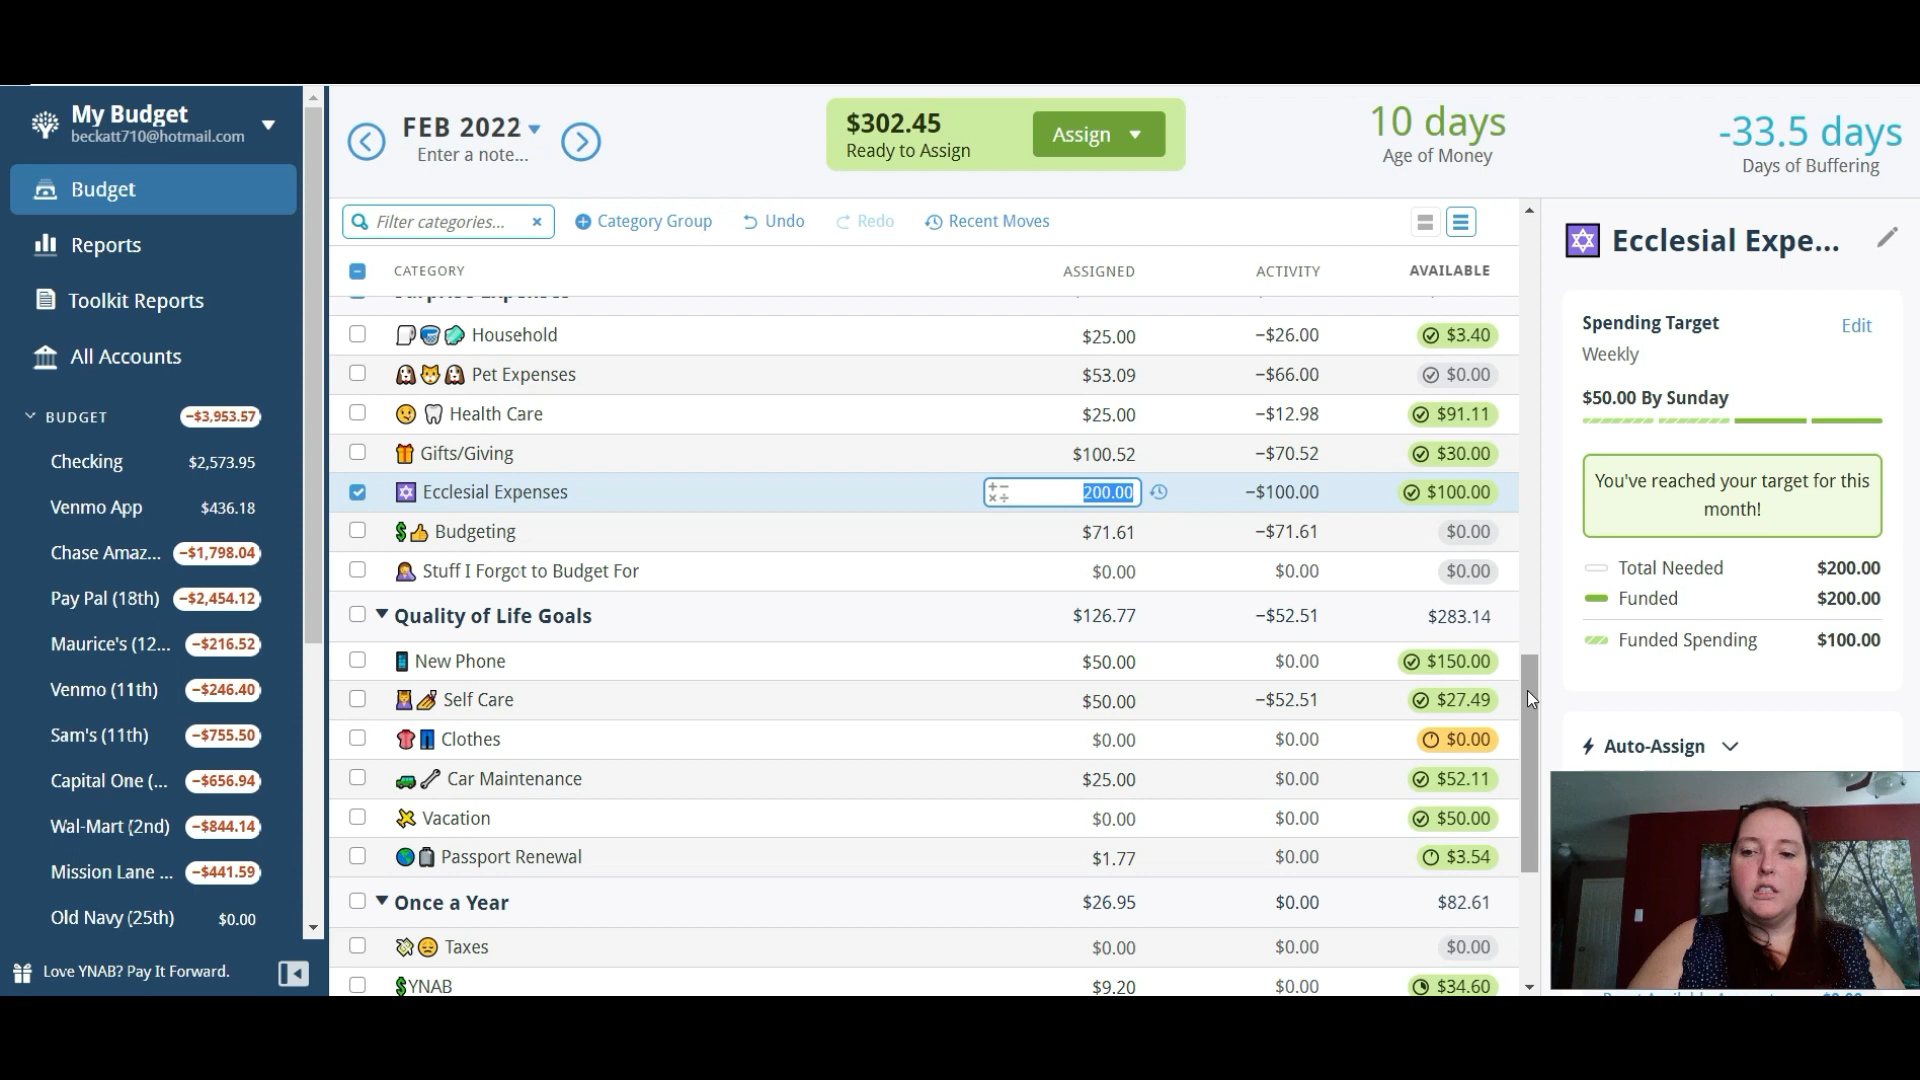 My Budget
beckatt710@hotmail.com
Budget
Reports
Toolkit Reports
All Accounts
BUDGET −$3,953.57
Checking $2,573.95
Venmo App $436.18
Chase Amaz... −$1,798.04
Pay Pal (18th) −$2,454.12
Maurice's (12... −$216.52
Venmo (11th) −$246.40
Sam's (11th) −$755.50
Capital One (... −$656.94
Wal-Mart (2nd) −$844.14
Mission Lane ... −$441.59
Old Navy (25th) $0.00
Love YNAB? Pay It Forward.
FEB 2022
Enter a note...
$302.45
Ready to Assign
Assign
10 days
Age of Money
-33.5 days
Days of Buffering
Filter categories...
Category Group
Undo
Redo
Recent Moves
CATEGORY ASSIGNED ACTIVITY AVAILABLE
Surprise Expenses
Household $25.00 −$26.00 $3.40
Pet Expenses $53.09 −$66.00 $0.00
Health Care $25.00 −$12.98 $91.11
Gifts/Giving $100.52 −$70.52 $30.00
Ecclesial Expenses 200.00 −$100.00 $100.00
Budgeting $71.61 −$71.61 $0.00
Stuff I Forgot to Budget For $0.00 $0.00 $0.00
Quality of Life Goals $126.77 −$52.51 $283.14
New Phone $50.00 $0.00 $150.00
Self Care $50.00 −$52.51 $27.49
Clothes $0.00 $0.00 $0.00
Car Maintenance $25.00 $0.00 $52.11
Vacation $0.00 $0.00 $50.00
Passport Renewal $1.77 $0.00 $3.54
Once a Year $26.95 $0.00 $82.61
Taxes $0.00 $0.00 $0.00
YNAB $9.20 $0.00 $34.60
Ecclesial Expe...
Spending Target Edit
Weekly
$50.00 By Sunday
You've reached your target for this
month!
Total Needed $200.00
Funded $200.00
Funded Spending $100.00
Auto-Assign